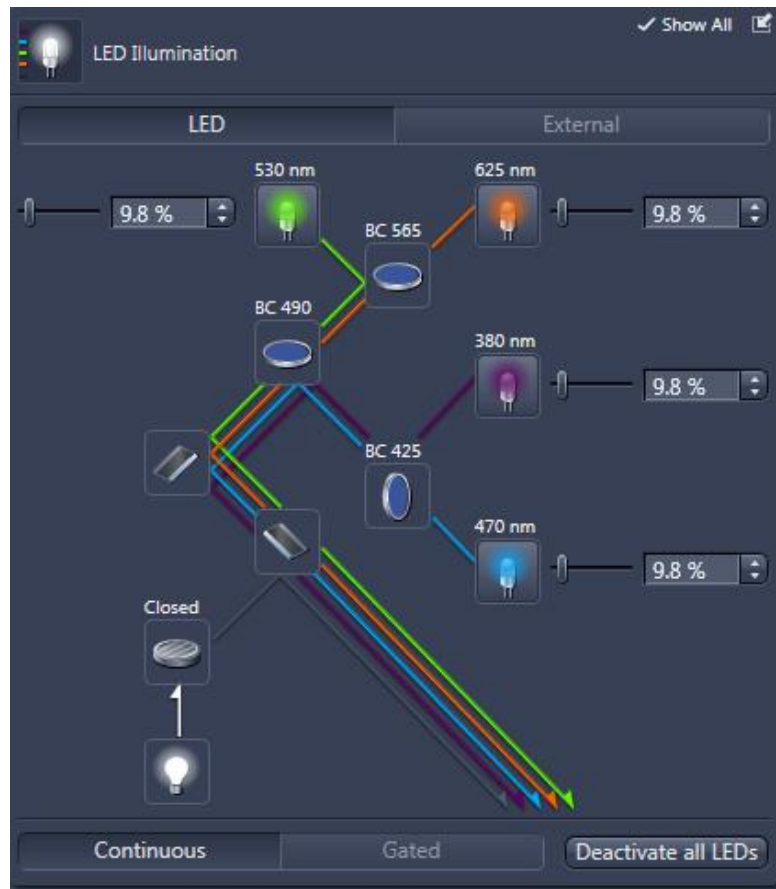 Show All
LED Illumination
LED External
530 nm 625 nm
9.8 % 9.8 %
BC 565
BC 490
380 nm
9.8 %
BC 425
470 nm
9.8 %
Closed
Continuous Gated Deactivate all LEDs